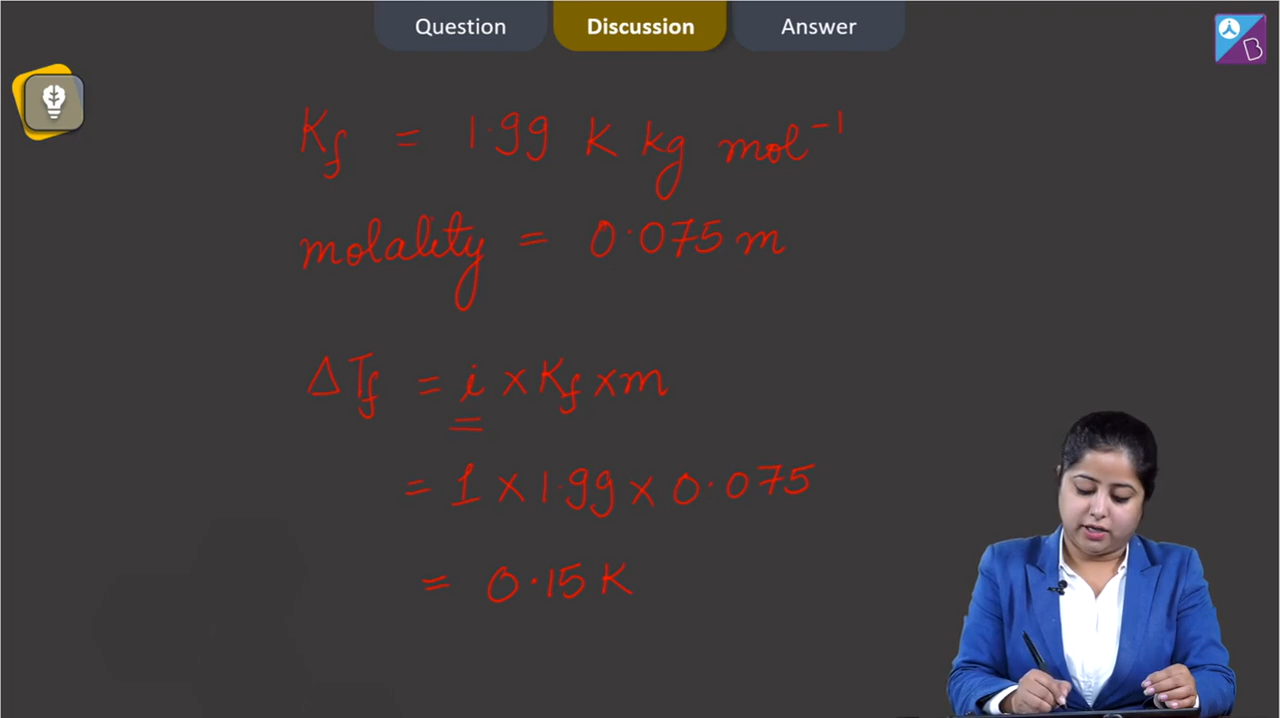 Question Discussion Answer
B
Kf = 1.99 K kg mol⁻¹
molality = 0.075 m
ΔTf = i × Kf × m
= 1 × 1.99 × 0.075
= 0.15 K